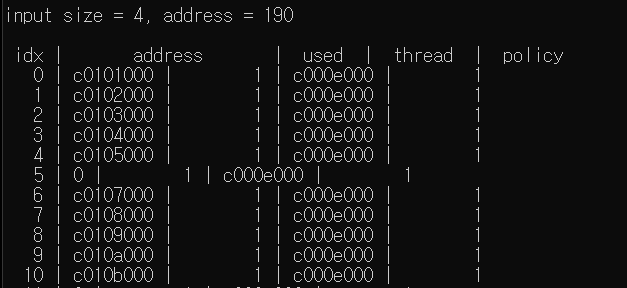 input size = 4, address = 190
idx | address | used | thread | policy
0 | c0101000 | 1 | c000e000 | 1
1 | c0102000 | 1 | c000e000 | 1
2 | c0103000 | 1 | c000e000 | 1
3 | c0104000 | 1 | c000e000 | 1
4 | c0105000 | 1 | c000e000 | 1
5 | 0 | 1 | c000e000 | 1
6 | c0107000 | 1 | c000e000 | 1
7 | c0108000 | 1 | c000e000 | 1
8 | c0109000 | 1 | c000e000 | 1
9 | c010a000 | 1 | c000e000 | 1
10 | c010b000 | 1 | c000e000 | 1